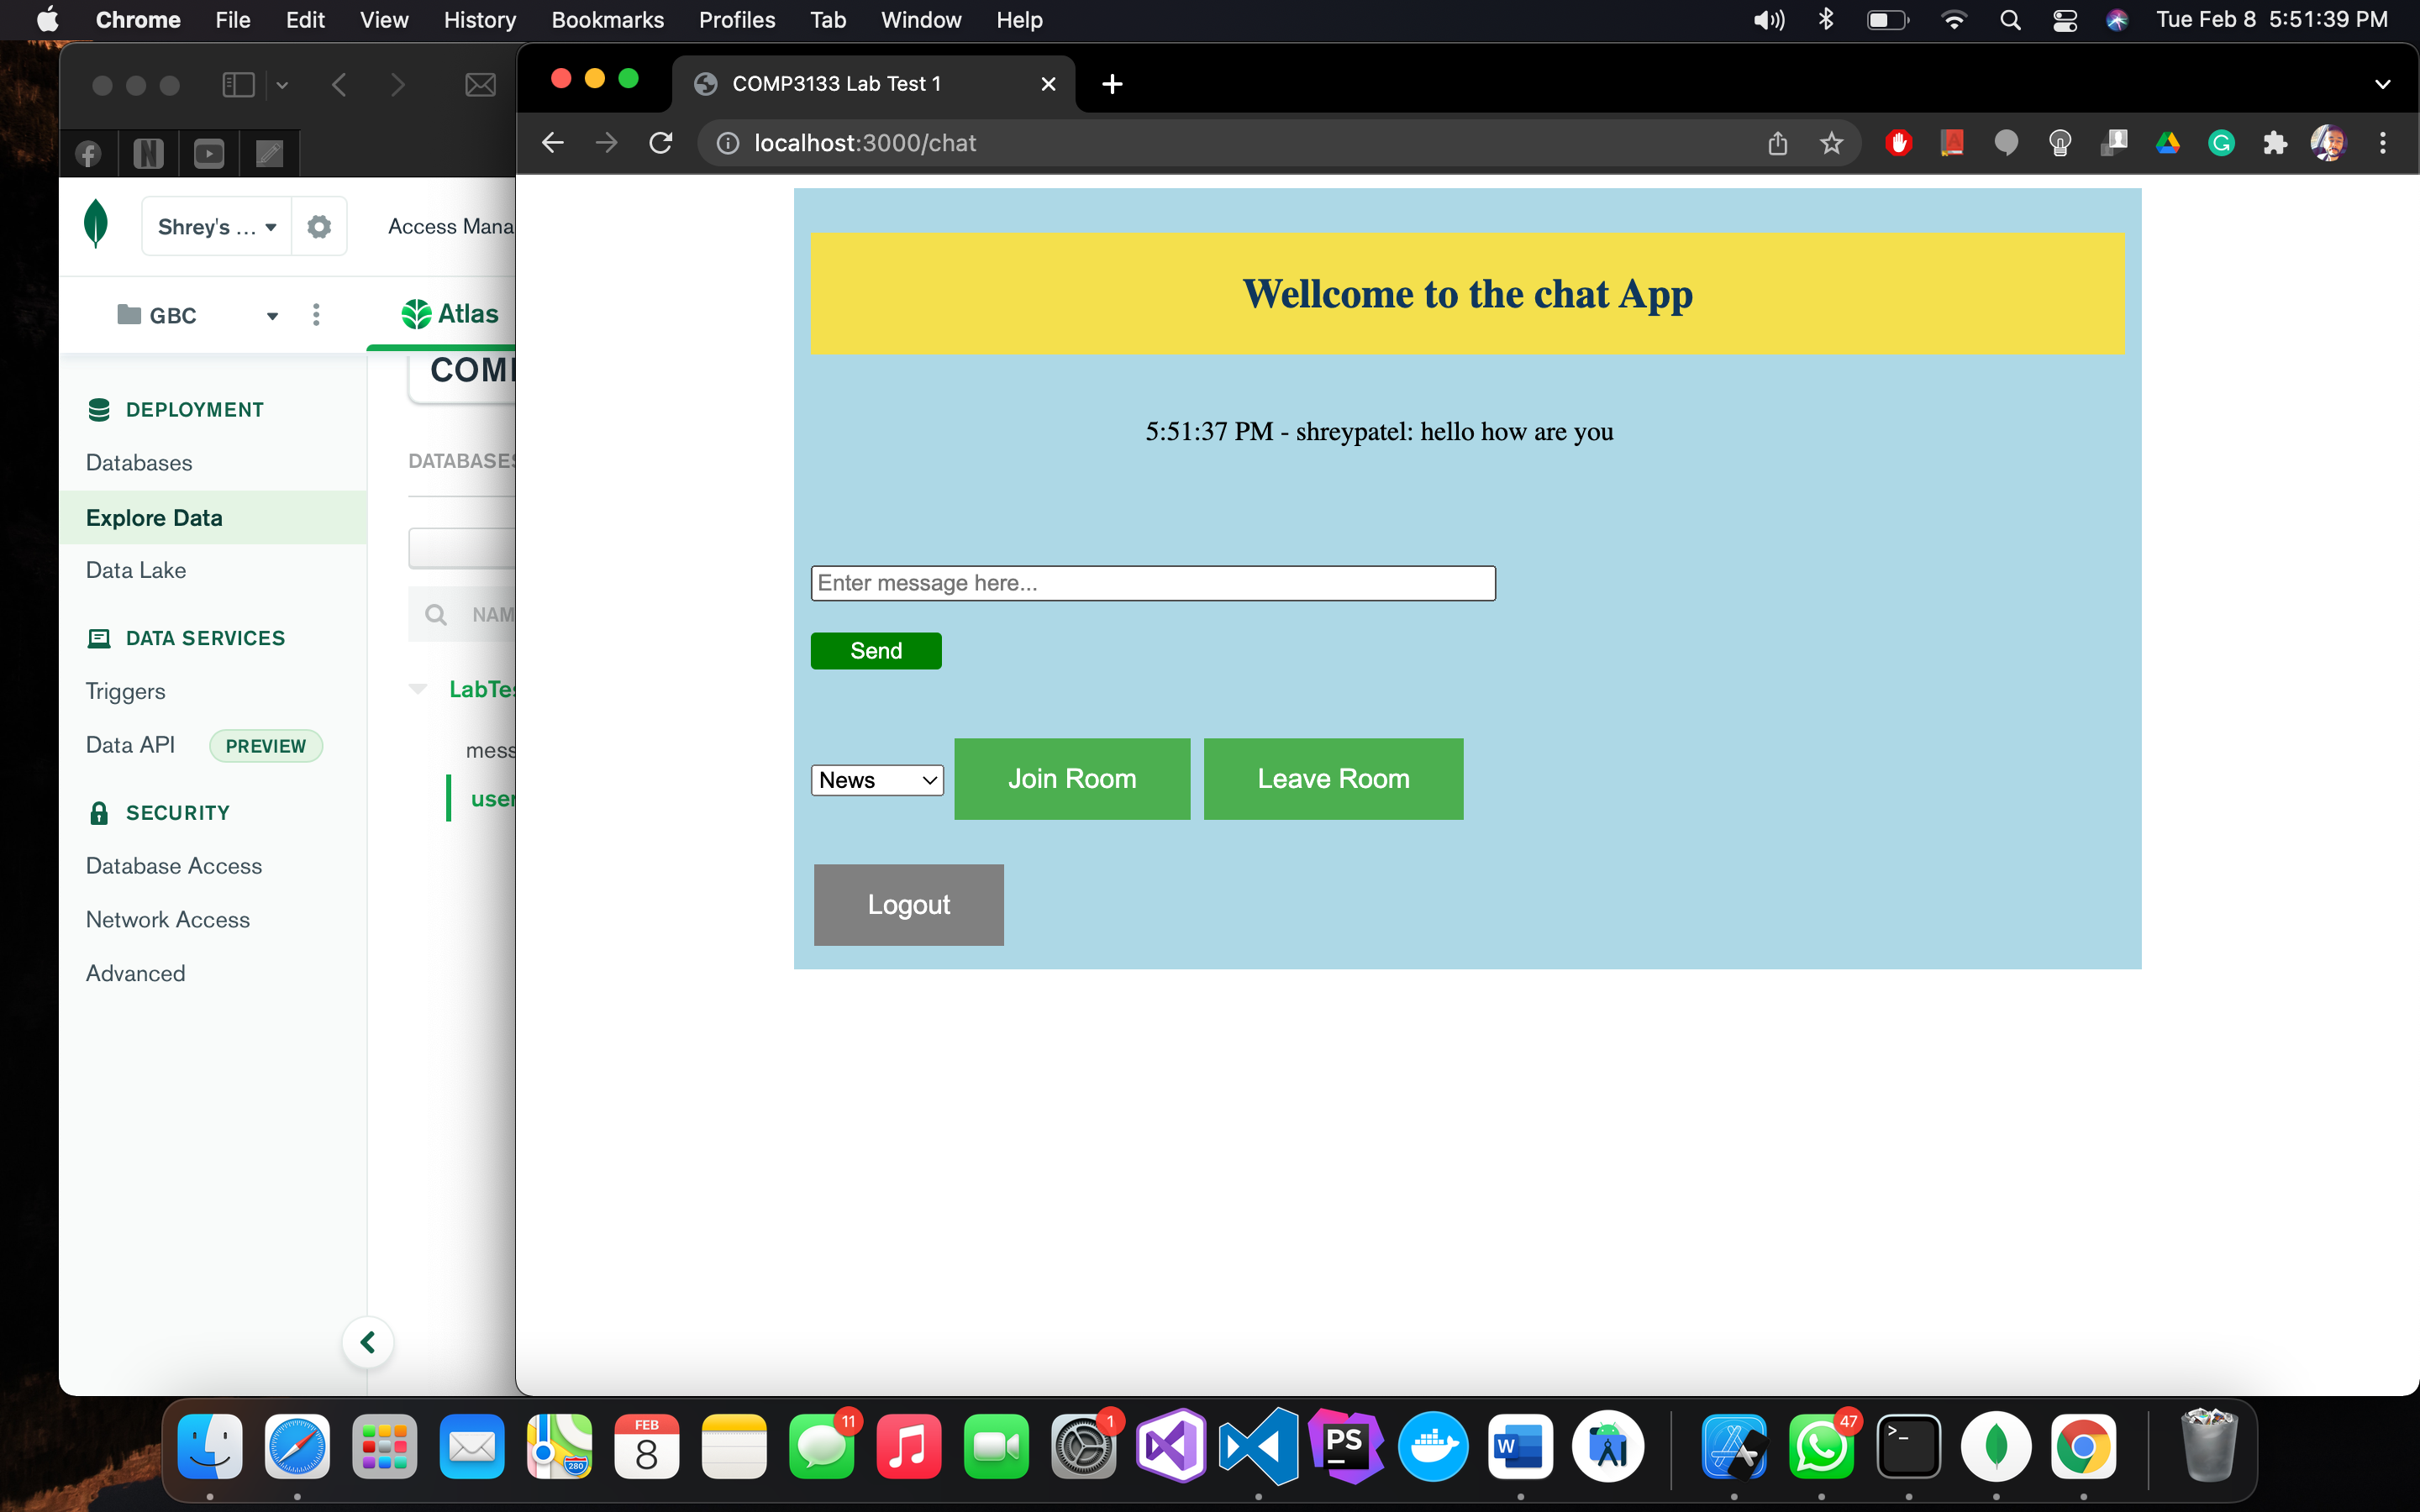 Chrome File Edit View History Bookmarks Profiles Tab Window Help Tue Feb 8 5:51:39 PM
COMP3133 Lab Test 1
localhost:3000/chat
Shrey's ...
Access Mana
GBC
Atlas
DEPLOYMENT
Databases
Explore Data
Data Lake
DATA SERVICES
Triggers
Data API PREVIEW
SECURITY
Database Access
Network Access
Advanced
COM
DATABASES
NAM
LabTes
mess
user
Wellcome to the chat App
5:51:37 PM - shreypatel: hello how are you
Enter message here...
Send
News
Join Room
Leave Room
Logout
FEB
8
280
11
1
PS
W
47
>_